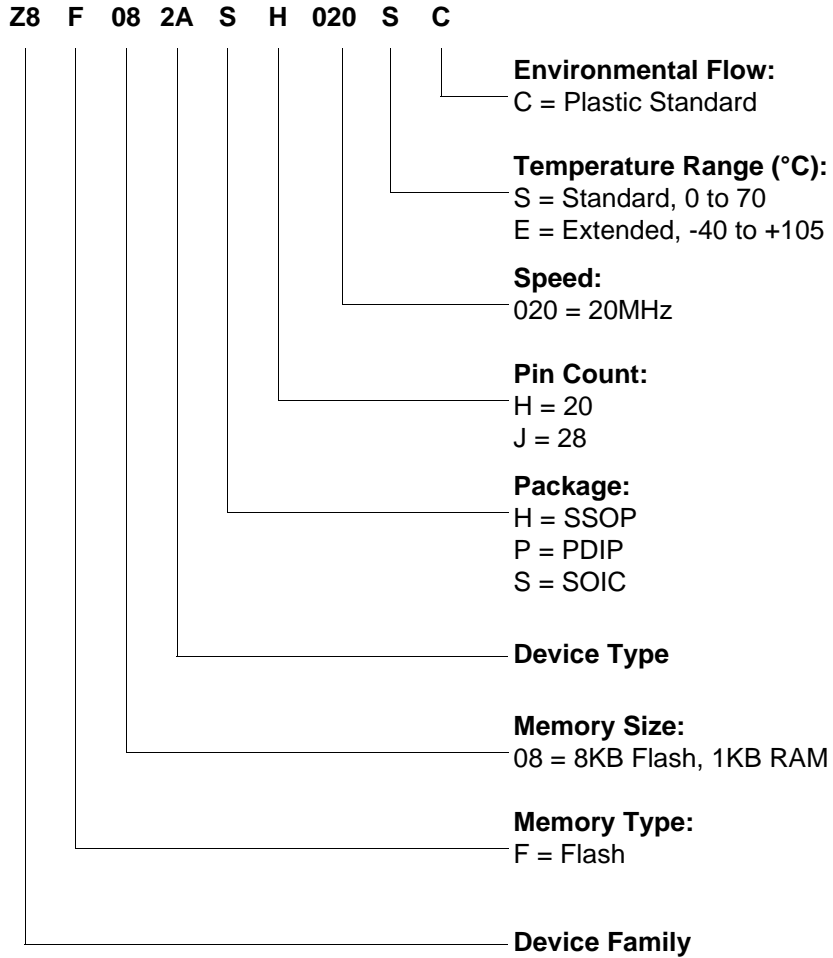 Z8 F 08 2A S H 020 S C
Environmental Flow:
C = Plastic Standard
Temperature Range (°C):
S = Standard, 0 to 70
E = Extended, -40 to +105
Speed:
020 = 20MHz
Pin Count:
H = 20
J = 28
Package:
H = SSOP
P = PDIP
S = SOIC
Device Type
Memory Size:
08 = 8KB Flash, 1KB RAM
Memory Type:
F = Flash
Device Family